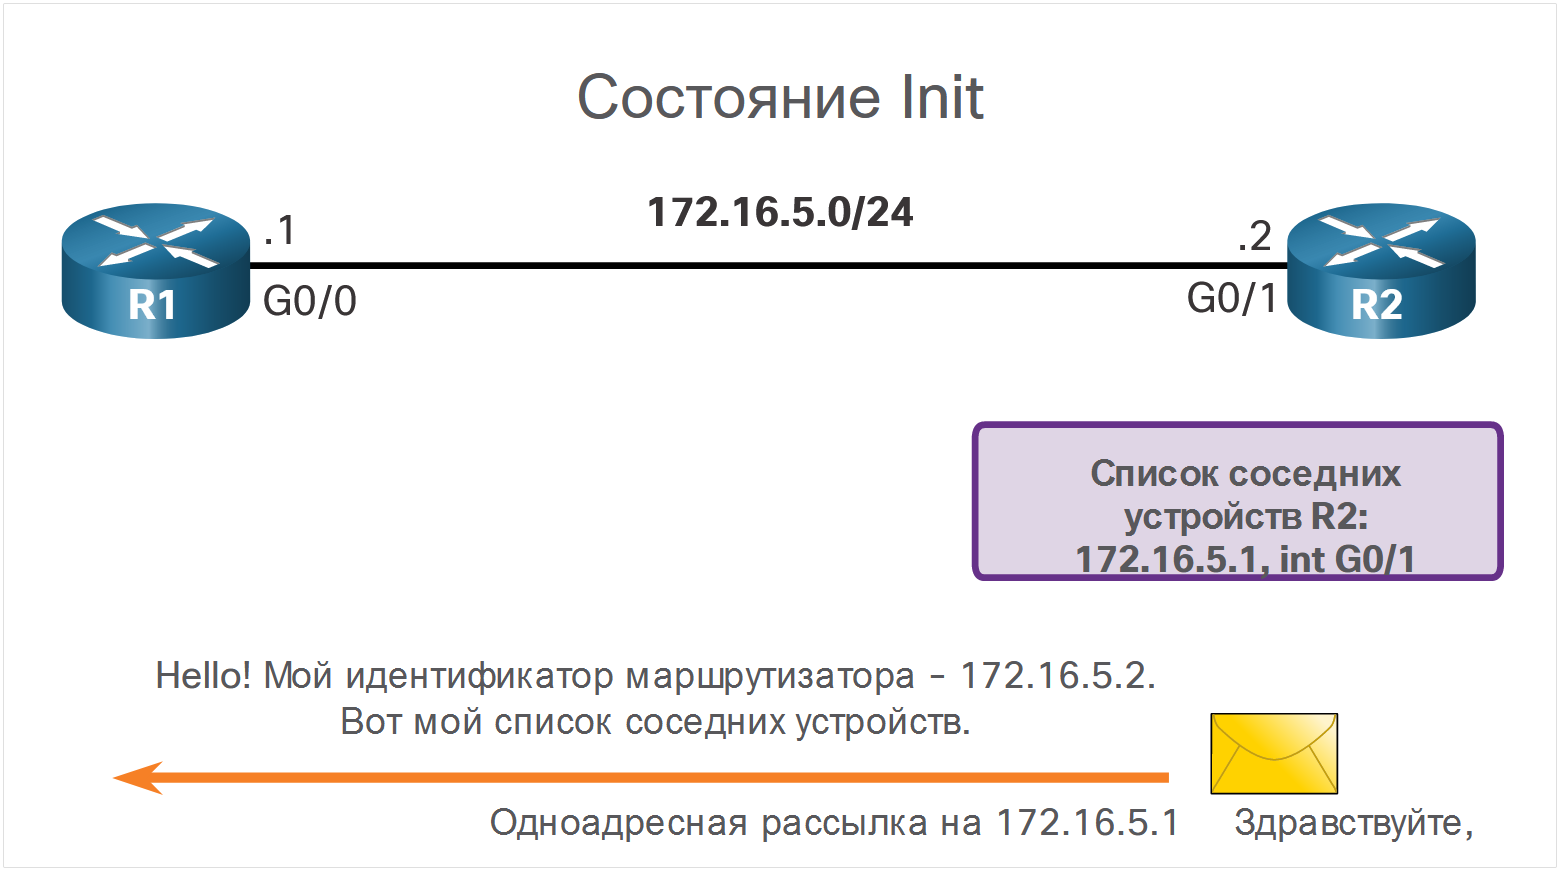 Состояние Init
172.16.5.0/24
.1
.2
G0/0
G0/1
R1
R2
Список соседних
устройств R2:
172.16.5.1, int G0/1
Hello! Мой идентификатор маршрутизатора – 172.16.5.2.
Вот мой список соседних устройств.
Одноадресная рассылка на 172.16.5.1
Здравствуйте,